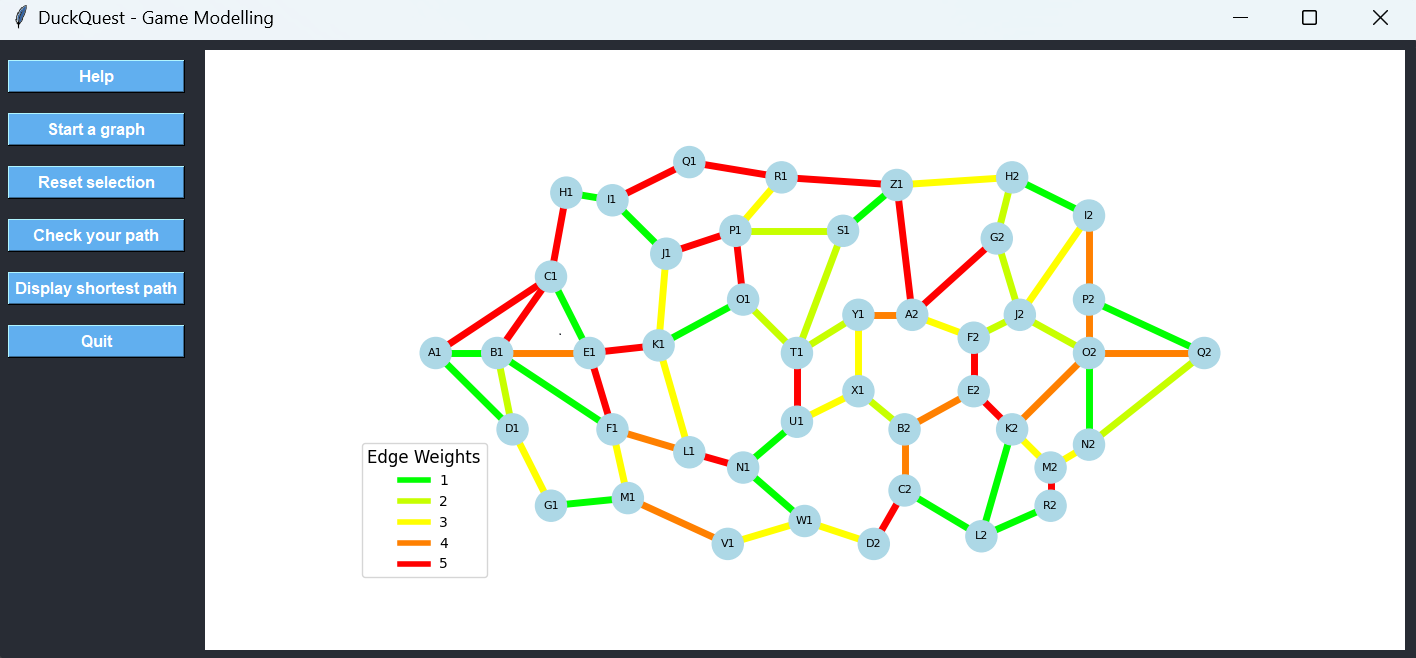 DuckQuest - Game Modelling
Help
Start a graph
Reset selection
Check your path
Display shortest path
Quit
Q1
R1
Z1
H2
H1
I1
I2
P1
S1
G2
J1
C1
O1
P2
Y1
A2
J2
F2
K1
A1
B1
E1
T1
O2
Q2
X1
E2
U1
D1
F1
B2
K2
N2
L1
N1
M2
Edge Weights
1
2
3
4
5
C2
M1
G1
R2
W1
L2
V1
D2